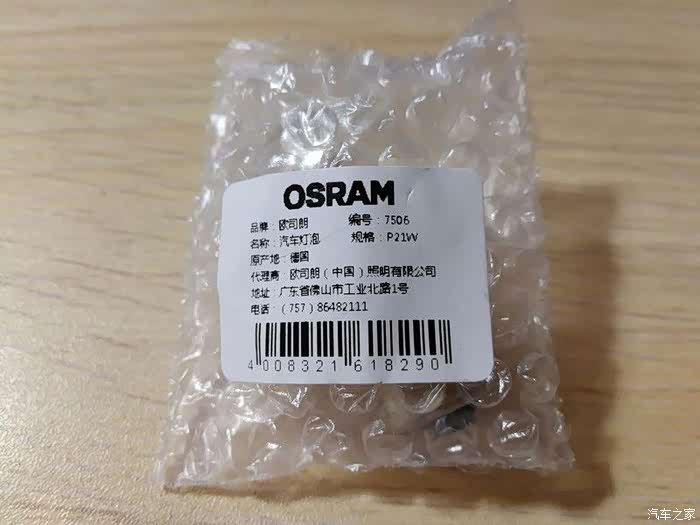 OSRAM
品牌：欧司朗 编号：7506
名称：汽车灯泡 规格：P21W
原产地：德国
代理商：欧司朗（中国）照明有限公司
地址：广东省佛山市工业北路1号
电话：（757）86482111
4 008321 618290
汽车之家